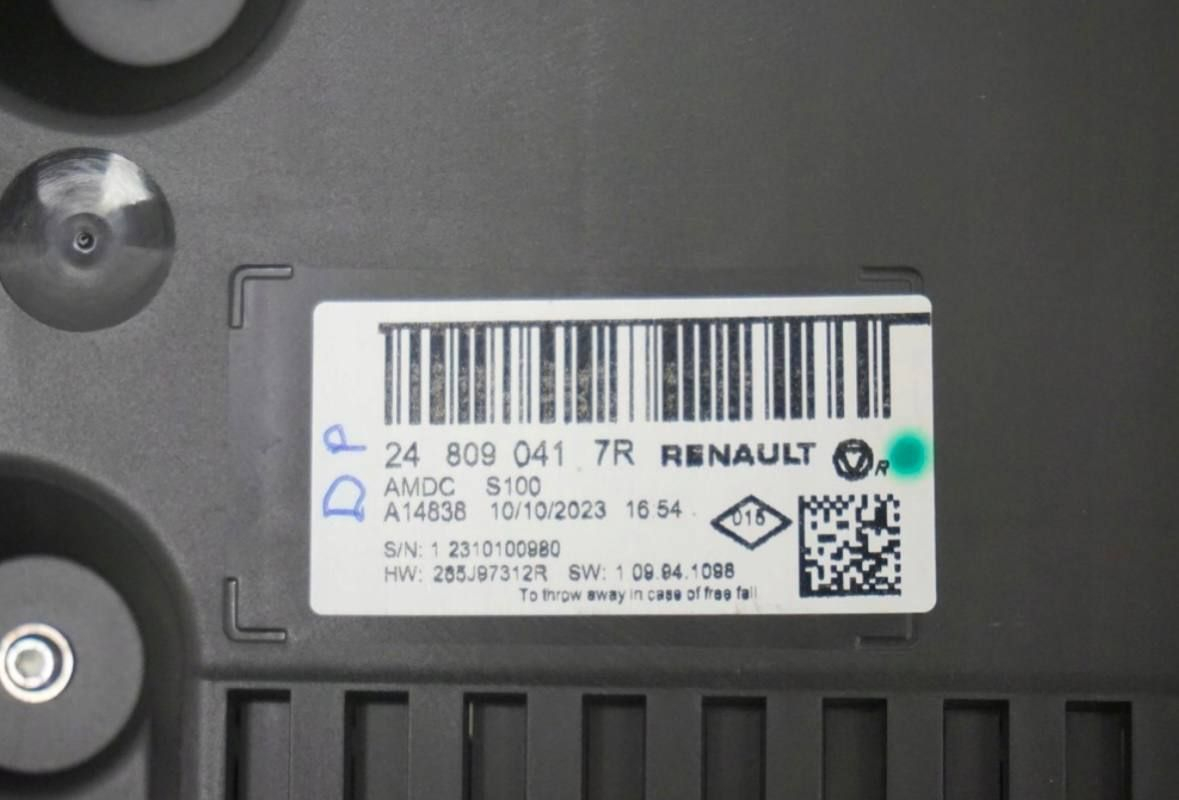 DP
24 809 041 7R RENAULT R
AMDC S100
A14838 10/10/2023 16:54
015
S/N: 1 2310100980
HW: 265J97312R SW: 1 09.94.1098
To throw away in case of free fall